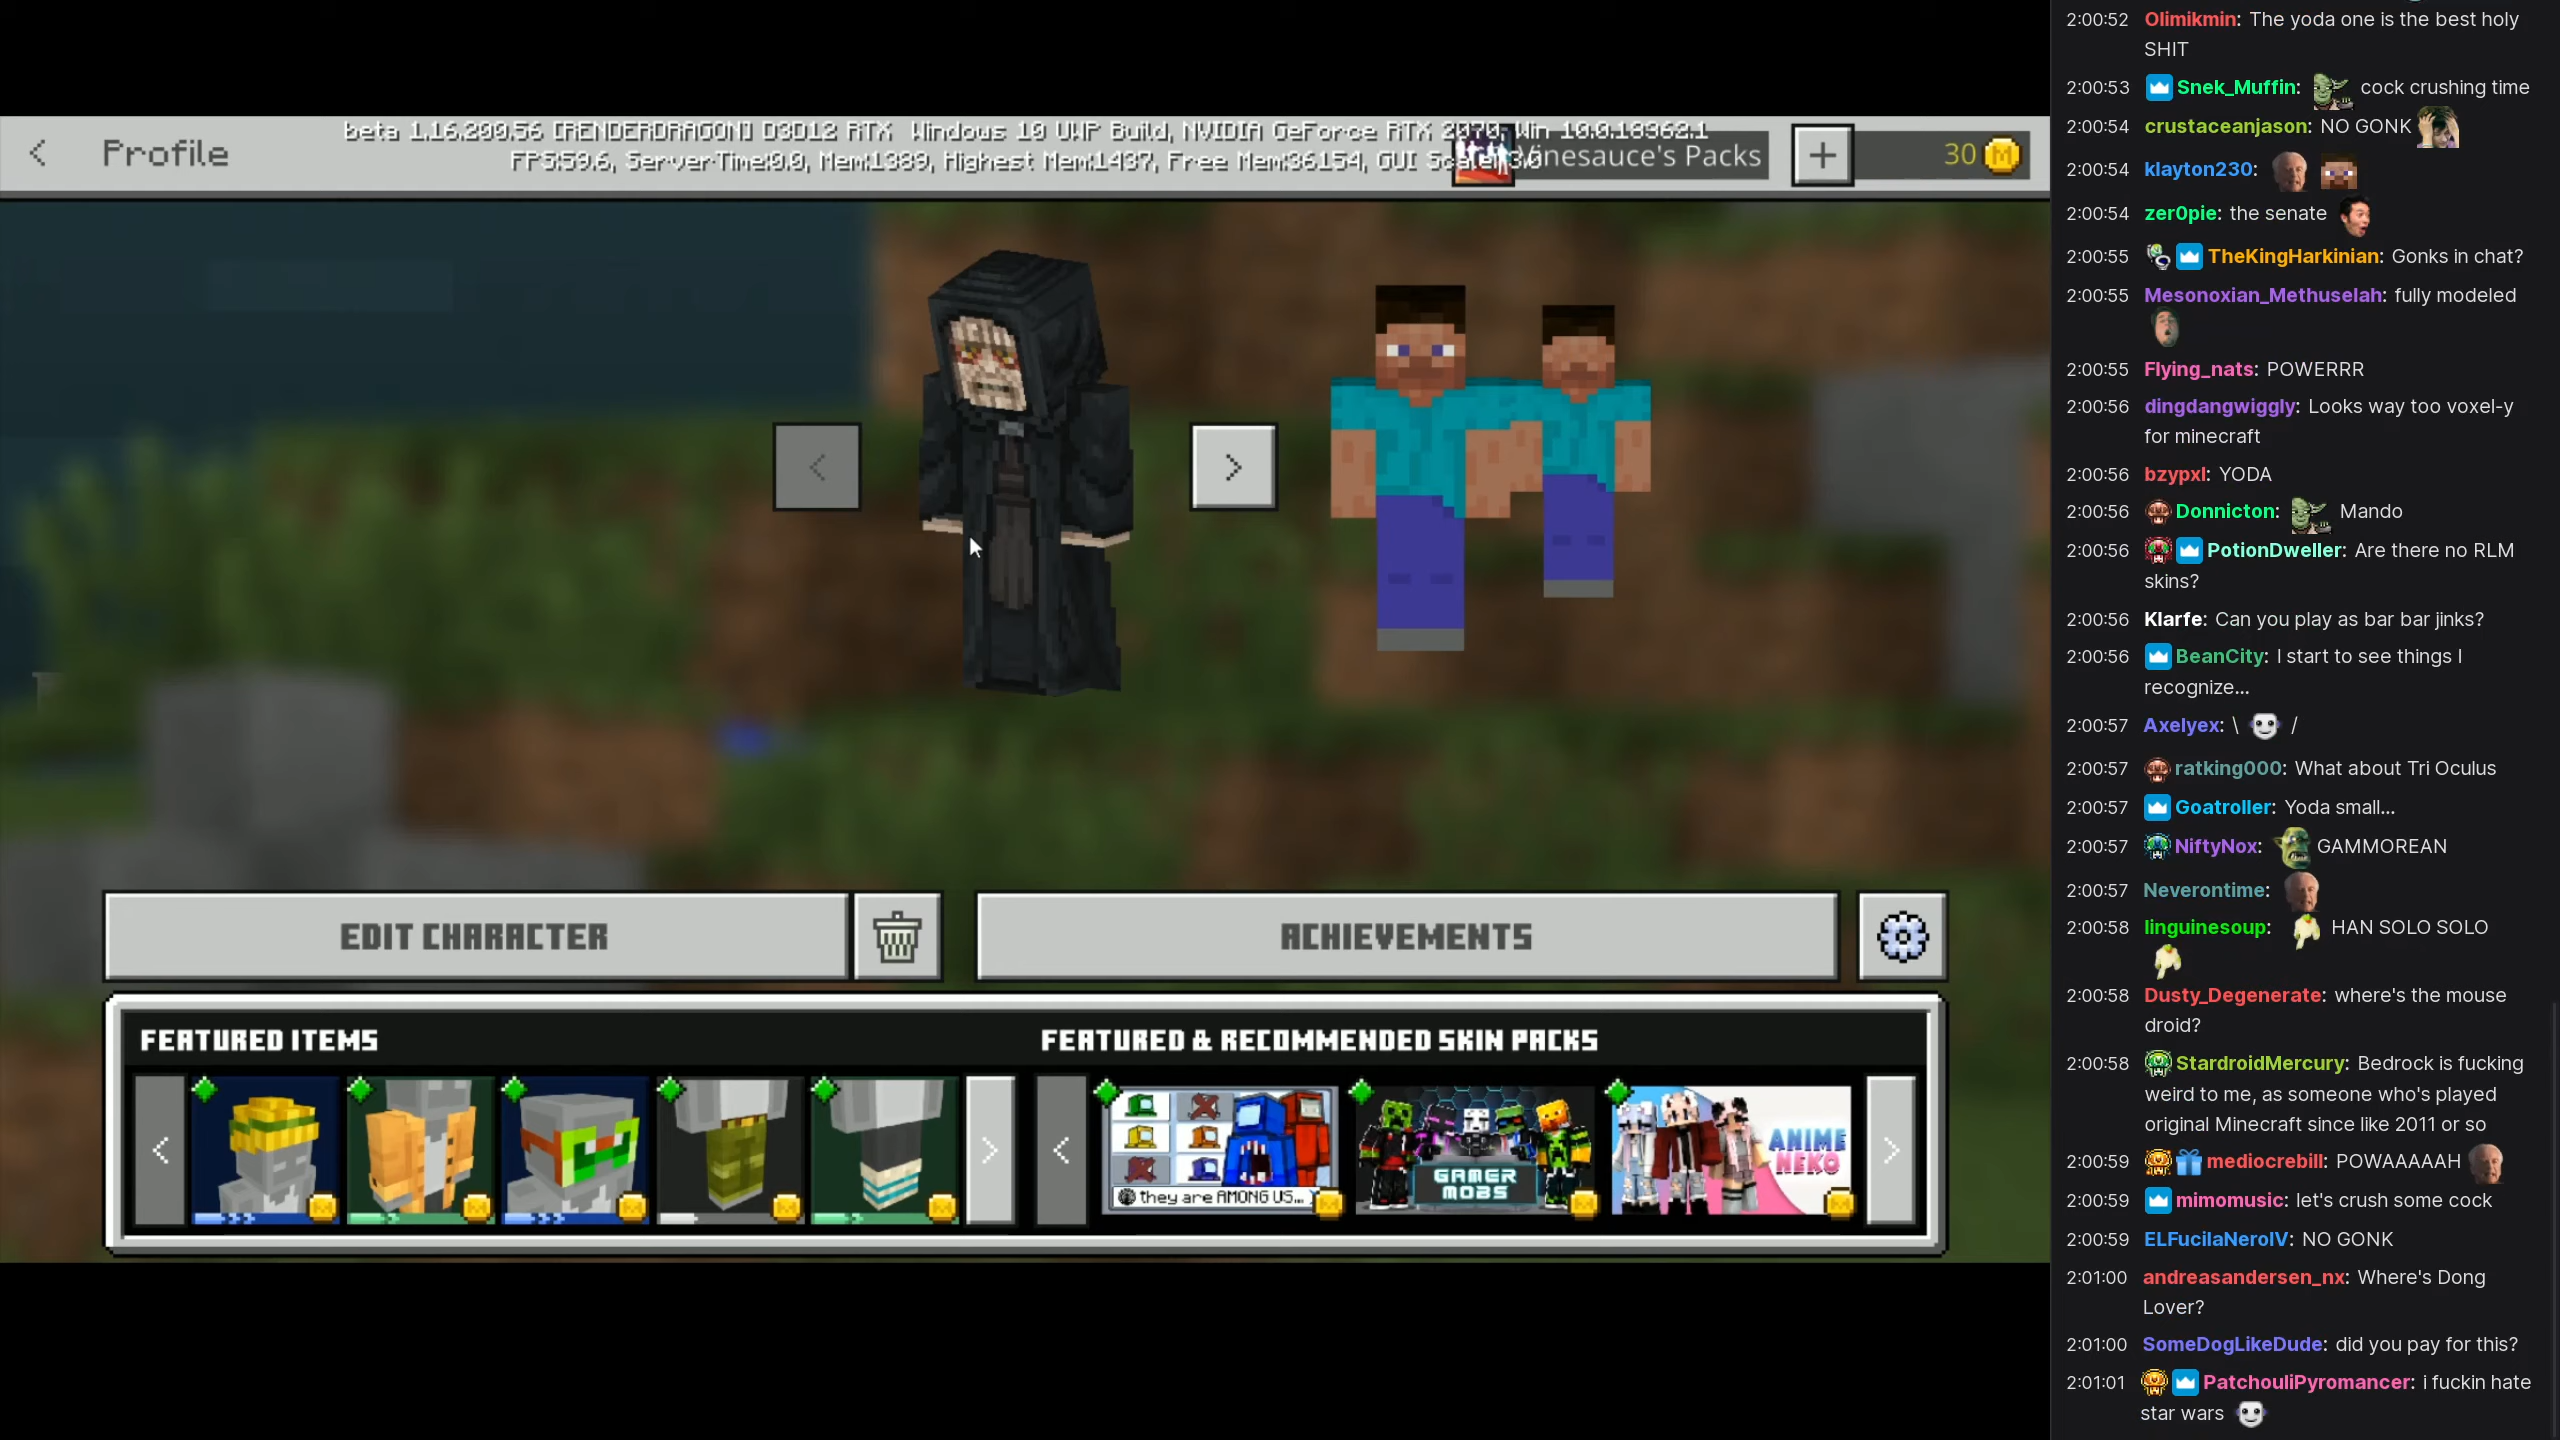 Profile
beta 1.16.200.56 [RENDERDRAGON] D3D12 RTX  Windows 10 UWP Build, NVIDIA GeForce RTX 2070, Win 10.0.18362.1
FPS:59.6, ServerTime:0.0, Mem:1389, Highest Mem:1437, Free Mem:36154, GUI Scale: 3.0
Vinesauce's Packs
30
EDIT CHARACTER
ACHIEVEMENTS
FEATURED ITEMS
FEATURED & RECOMMENDED SKIN PACKS
they are AMONG US...
GAMER
MOBS
ANIME
NEKO
2:00:52 Olimikmin: The yoda one is the best holy
SHIT
2:00:53 Snek_Muffin: cock crushing time
2:00:54 crustaceanjason: NO GONK
2:00:54 klayton230:
2:00:54 zer0pie: the senate
2:00:55 TheKingHarkinian: Gonks in chat?
2:00:55 Mesonoxian_Methuselah: fully modeled
2:00:55 Flying_nats: POWERRR
2:00:56 dingdangwiggly: Looks way too voxel-y
for minecraft
2:00:56 bzypxl: YODA
2:00:56 Donnicton: Mando
2:00:56 PotionDweller: Are there no RLM
skins?
2:00:56 Klarfe: Can you play as bar bar jinks?
2:00:56 BeanCity: I start to see things I
recognize...
2:00:57 Axelyex: \ /
2:00:57 ratking000: What about Tri Oculus
2:00:57 Goatroller: Yoda small...
2:00:57 NiftyNox: GAMMOREAN
2:00:57 Neverontime:
2:00:58 linguinesoup: HAN SOLO SOLO
2:00:58 Dusty_Degenerate: where's the mouse
droid?
2:00:58 StardroidMercury: Bedrock is fucking
weird to me, as someone who's played
original Minecraft since like 2011 or so
2:00:59 mediocrebill: POWAAAAAH
2:00:59 mimomusic: let's crush some cock
2:00:59 ELFucilaNeroIV: NO GONK
2:01:00 andreasandersen_nx: Where's Dong
Lover?
2:01:00 SomeDogLikeDude: did you pay for this?
2:01:01 PatchouliPyromancer: i fuckin hate
star wars